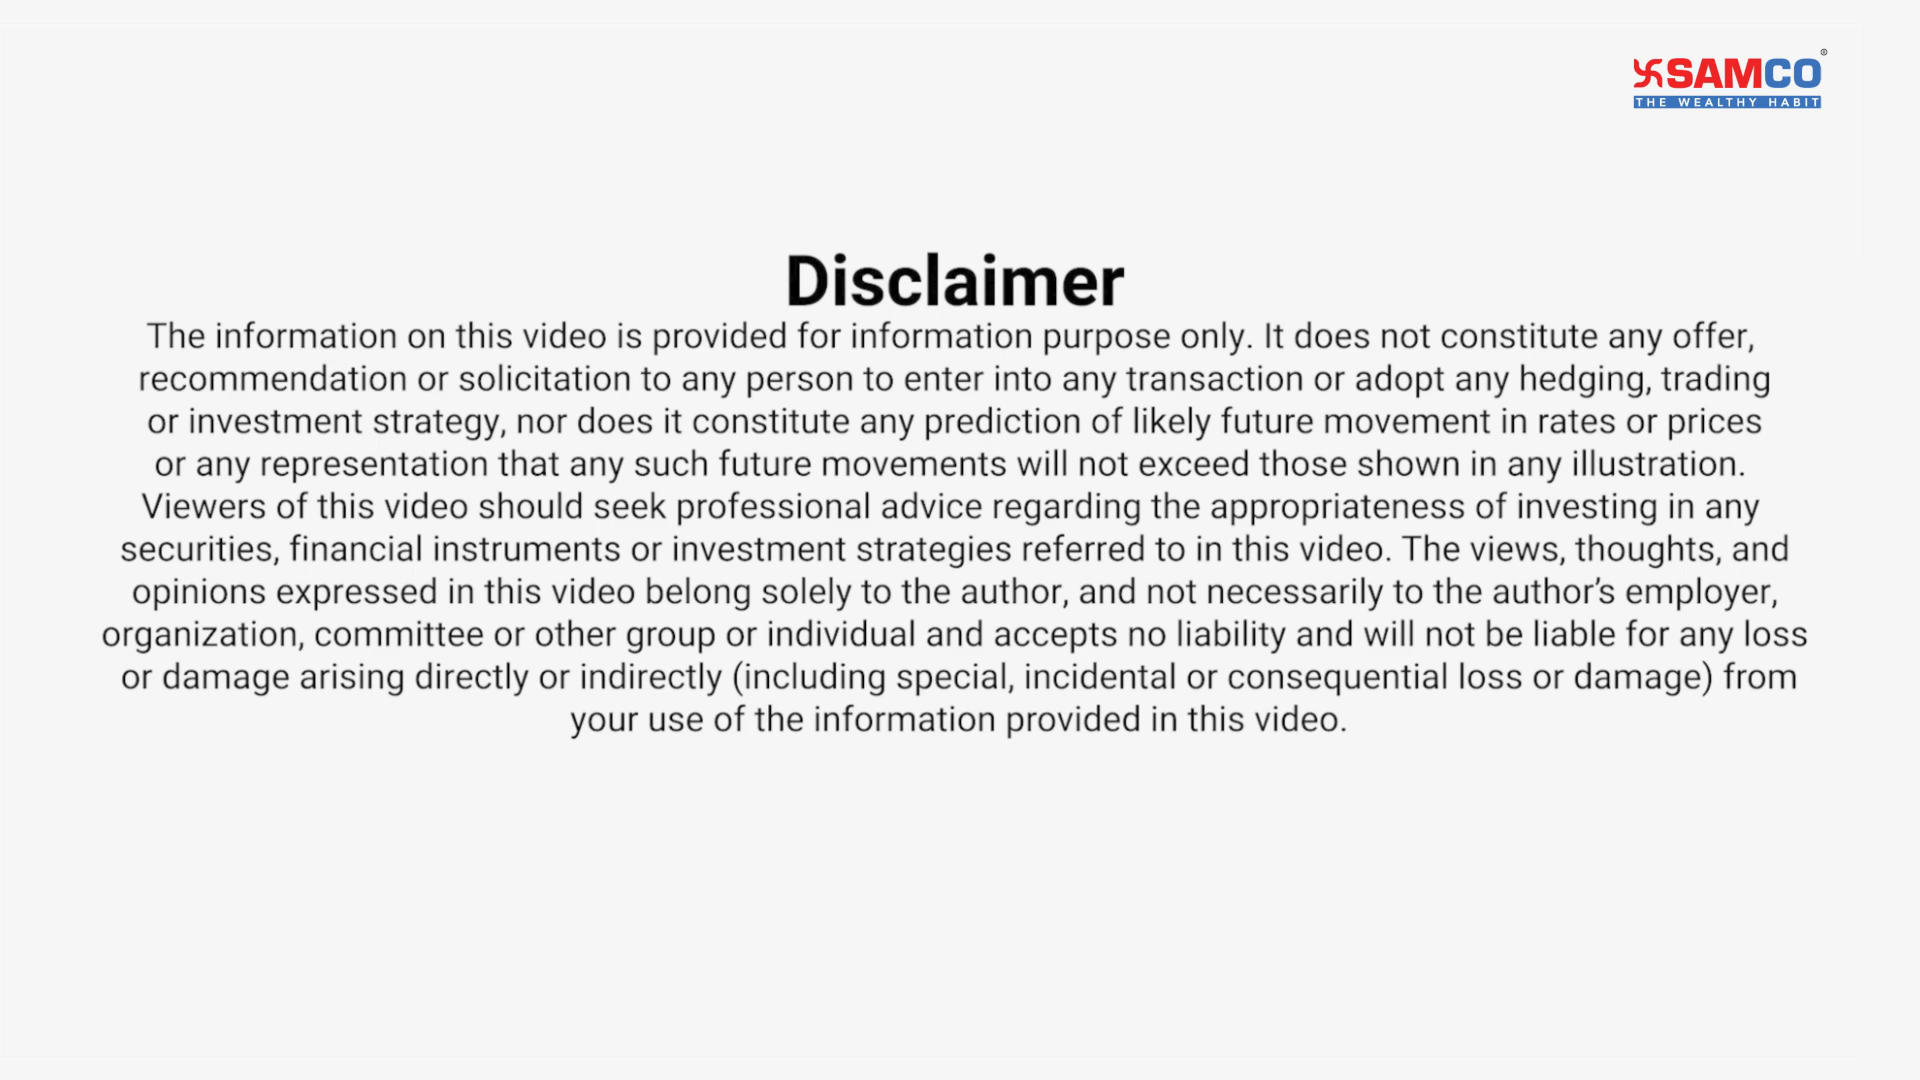 SAMCO®
THE WEALTHY HABIT
Disclaimer
The information on this video is provided for information purpose only. It does not constitute any offer,
recommendation or solicitation to any person to enter into any transaction or adopt any hedging, trading
or investment strategy, nor does it constitute any prediction of likely future movement in rates or prices
or any representation that any such future movements will not exceed those shown in any illustration.
Viewers of this video should seek professional advice regarding the appropriateness of investing in any
securities, financial instruments or investment strategies referred to in this video. The views, thoughts, and
opinions expressed in this video belong solely to the author, and not necessarily to the author’s employer,
organization, committee or other group or individual and accepts no liability and will not be liable for any loss
or damage arising directly or indirectly (including special, incidental or consequential loss or damage) from
your use of the information provided in this video.